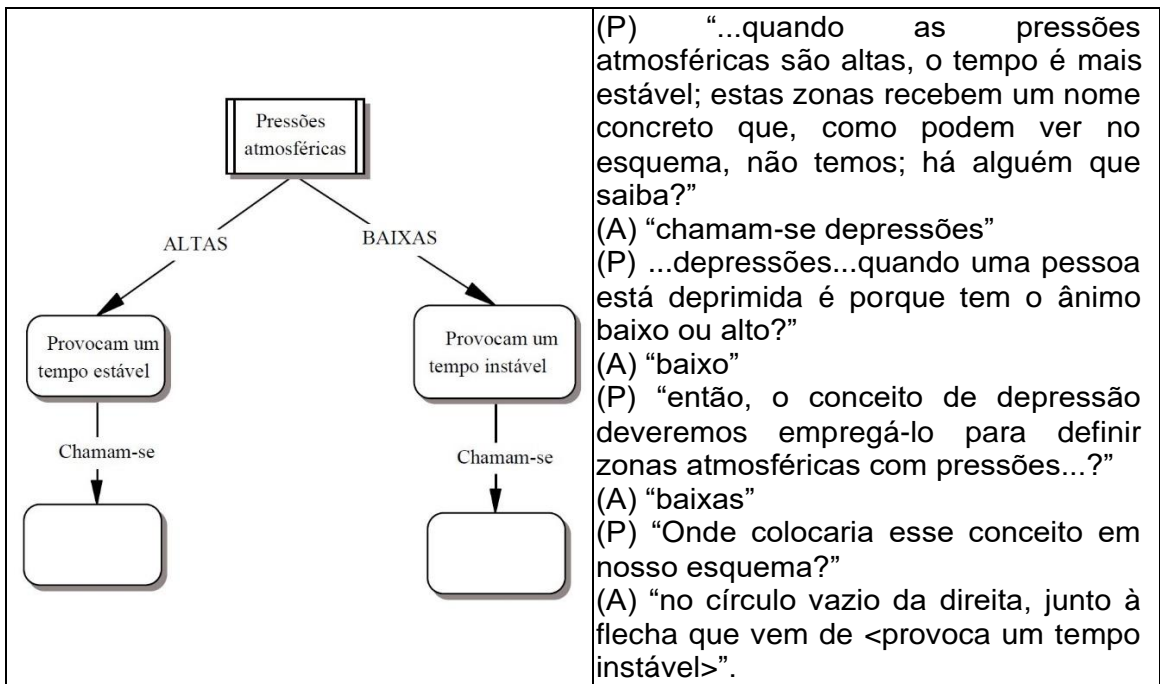 Pressões
atmosféricas
ALTAS
BAIXAS
Provocam um
tempo estável
Provocam um
tempo instável
Chamam-se
Chamam-se
(P) “...quando as pressões
atmosféricas são altas, o tempo é mais
estável; estas zonas recebem um nome
concreto que, como podem ver no
esquema, não temos; há alguém que
saiba?”
(A) “chamam-se depressões”
(P) ...depressões...quando uma pessoa
está deprimida é porque tem o ânimo
baixo ou alto?”
(A) “baixo”
(P) “então, o conceito de depressão
deveremos empregá-lo para definir
zonas atmosféricas com pressões...?”
(A) “baixas”
(P) “Onde colocaria esse conceito em
nosso esquema?”
(A) “no círculo vazio da direita, junto à
flecha que vem de <provoca um tempo
instável>”.